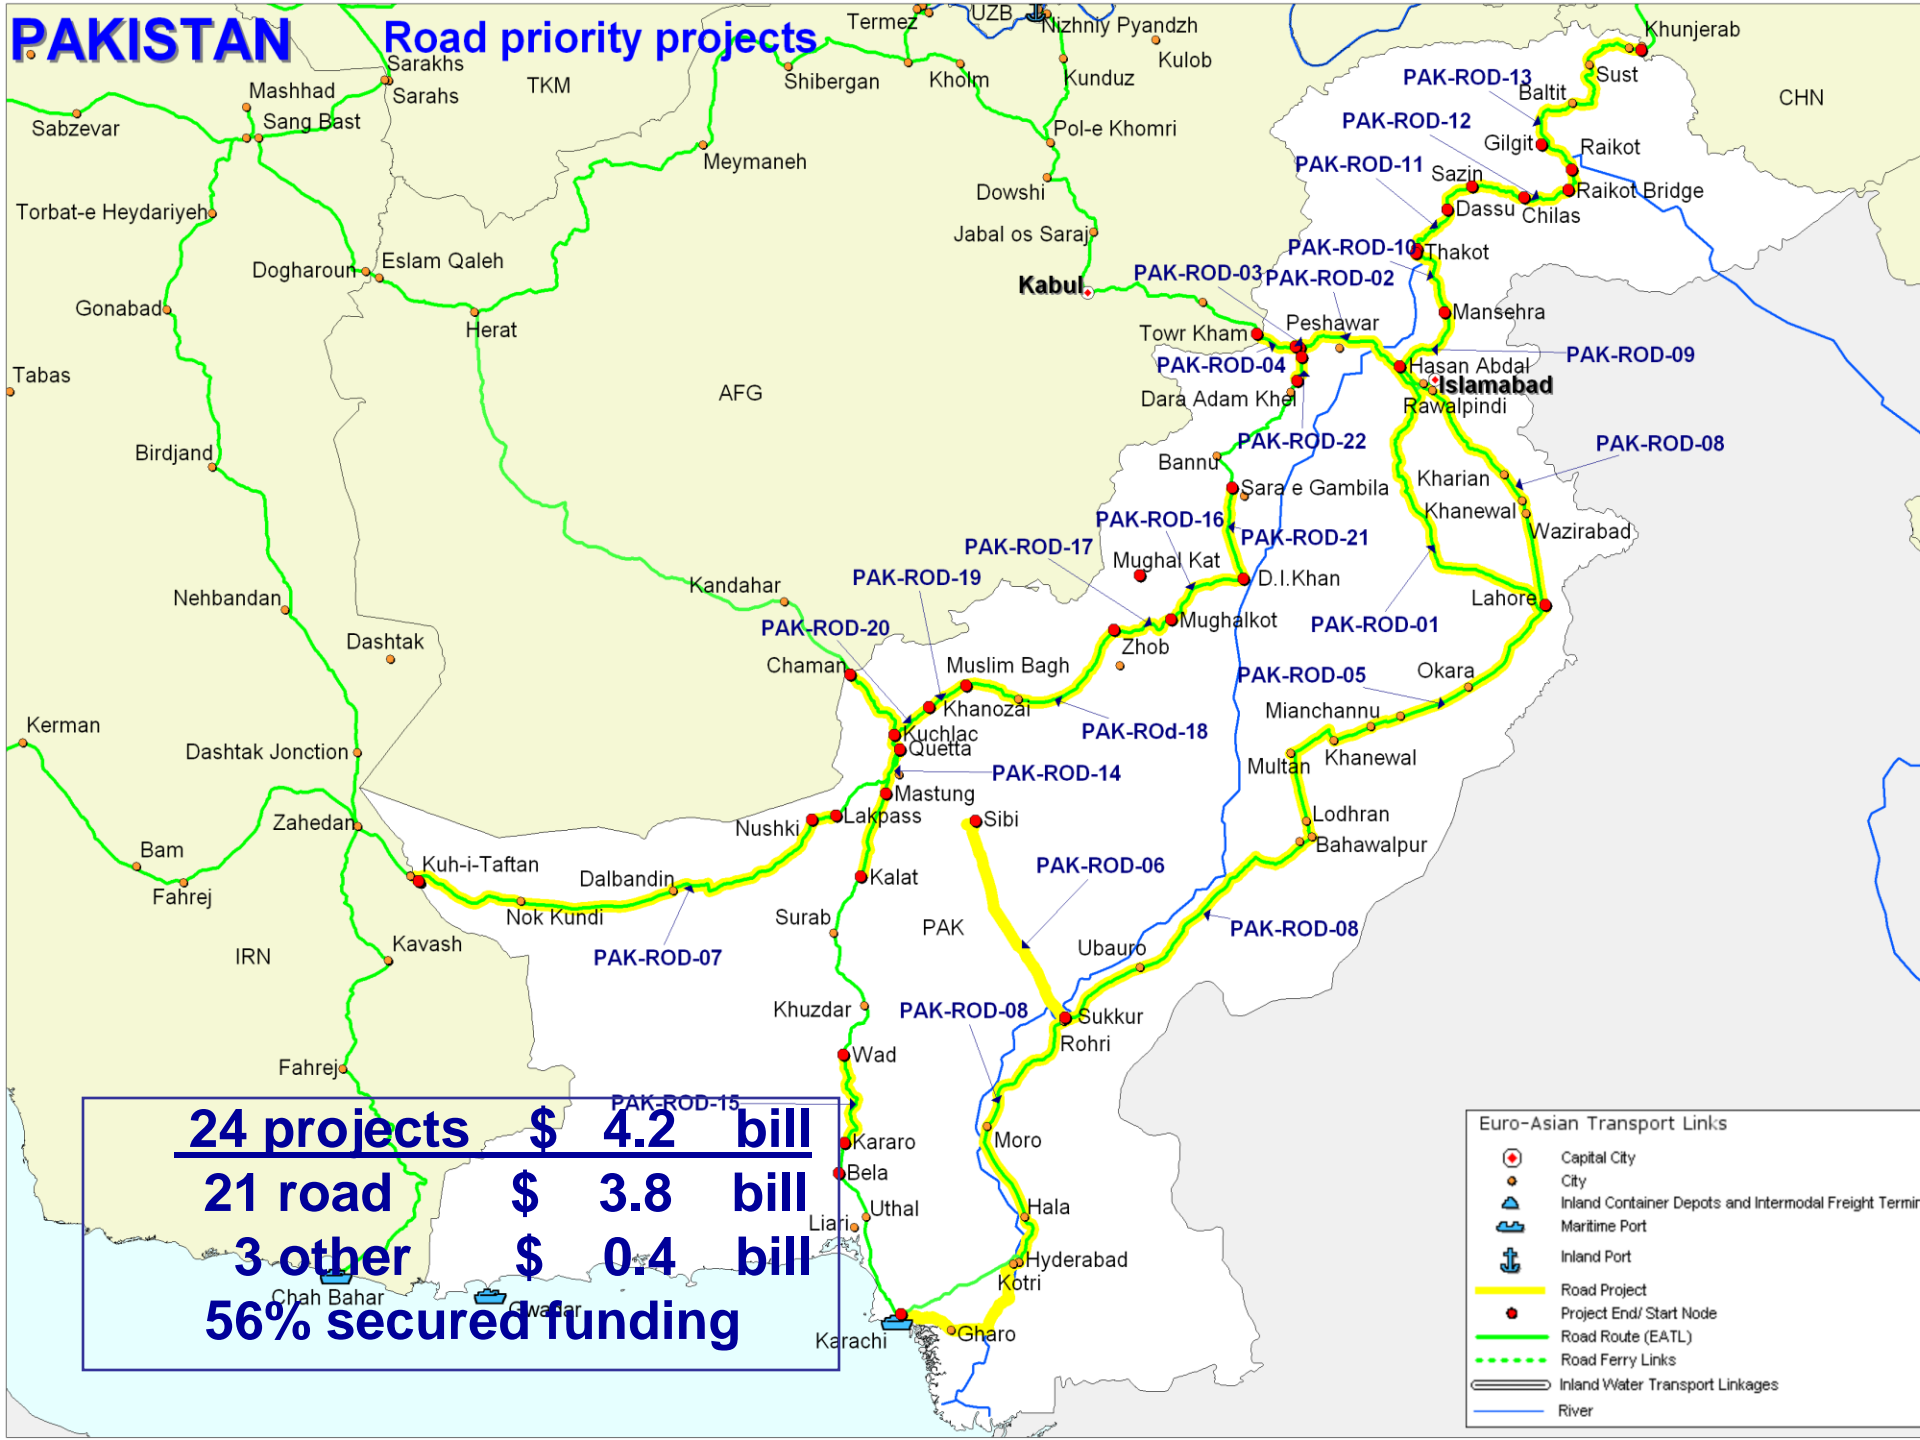 PAKISTAN
Road priority projects
Termez
UZB
Nizhniy Pyandzh
Khunjerab
Sarakhs
Sarahs
TKM
Shibergan
Kholm
Kunduz
Kulob
Sust
PAK-ROD-13
Baltit
CHN
Mashhad
Sang Bast
Sabzevar
Pol-e Khomri
PAK-ROD-12
Gilgit
Raikot
Meymaneh
PAK-ROD-11
Sazin
Dowshi
Raikot Bridge
Torbat-e Heydariyeh
Dassu
Chilas
Jabal os Saraj
PAK-ROD-10
Thakot
Dogharoun
Eslam Qaleh
PAK-ROD-03
PAK-ROD-02
Kabul
Gonabad
Herat
Mansehra
Towr Kham
Peshawar
PAK-ROD-09
PAK-ROD-04
Hasan Abdal
Tabas
Islamabad
AFG
Dara Adam Khel
Rawalpindi
PAK-ROD-22
PAK-ROD-08
Birdjand
Bannu
Kharian
Sara e Gambila
Khanewal
PAK-ROD-16
Wazirabad
PAK-ROD-21
PAK-ROD-17
Mughal Kat
PAK-ROD-19
D.I.Khan
Kandahar
Nehbandan
Lahore
PAK-ROD-20
Mughalkot
PAK-ROD-01
Dashtak
Zhob
Chaman
Muslim Bagh
Okara
PAK-ROD-05
Khanozai
Mianchannu
Kerman
PAK-ROd-18
Kuchlac
Dashtak Jonction
Quetta
Multan
Khanewal
PAK-ROD-14
Mastung
Zahedan
Nushki
Lakpass
Sibi
Lodhran
Bahawalpur
Bam
Kuh-i-Taftan
PAK-ROD-06
Fahrej
Dalbandin
Kalat
Nok Kundi
Surab
PAK
PAK-ROD-08
Kavash
IRN
PAK-ROD-07
Ubauro
Khuzdar
PAK-ROD-08
Sukkur
Rohri
Wad
Fahrej
PAK-ROD-15
24 projects $ 4.2 bill
Kararo
Moro
21 road $ 3.8 bill
Bela
Uthal
Hala
Liari
3 other $ 0.4 bill
Hyderabad
Kotri
Chah Bahar
Gwadar
56% secured funding
Karachi
Gharo
Euro-Asian Transport Links
Capital City
City
Inland Container Depots and Intermodal Freight Termin
Maritime Port
Inland Port
Road Project
Project End/ Start Node
Road Route (EATL)
Road Ferry Links
Inland Water Transport Linkages
River